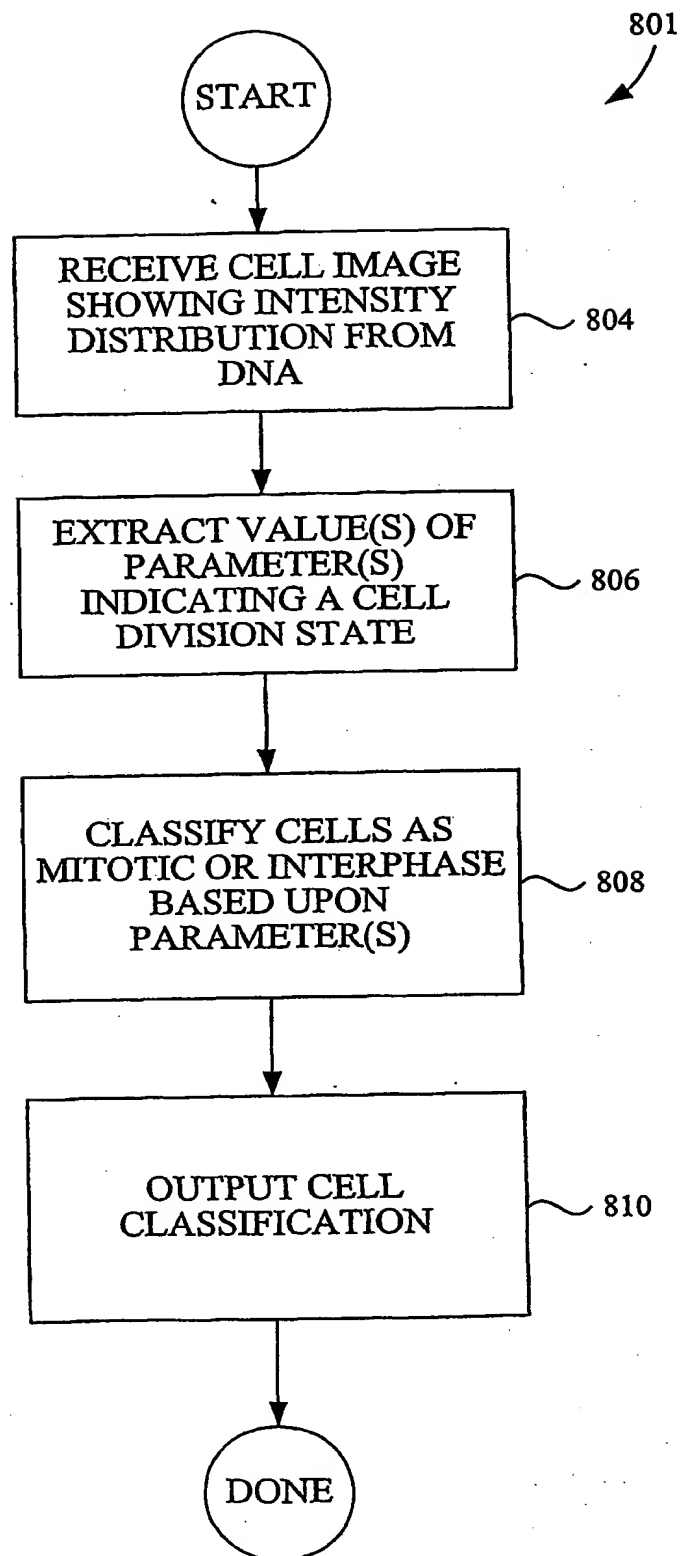 801
START
RECEIVE CELL IMAGE
SHOWING INTENSITY
DISTRIBUTION FROM
DNA
804
EXTRACT VALUE(S) OF
PARAMETER(S)
INDICATING A CELL
DIVISION STATE
806
CLASSIFY CELLS AS
MITOTIC OR INTERPHASE
BASED UPON
PARAMETER(S)
808
OUTPUT CELL
CLASSIFICATION
810
DONE